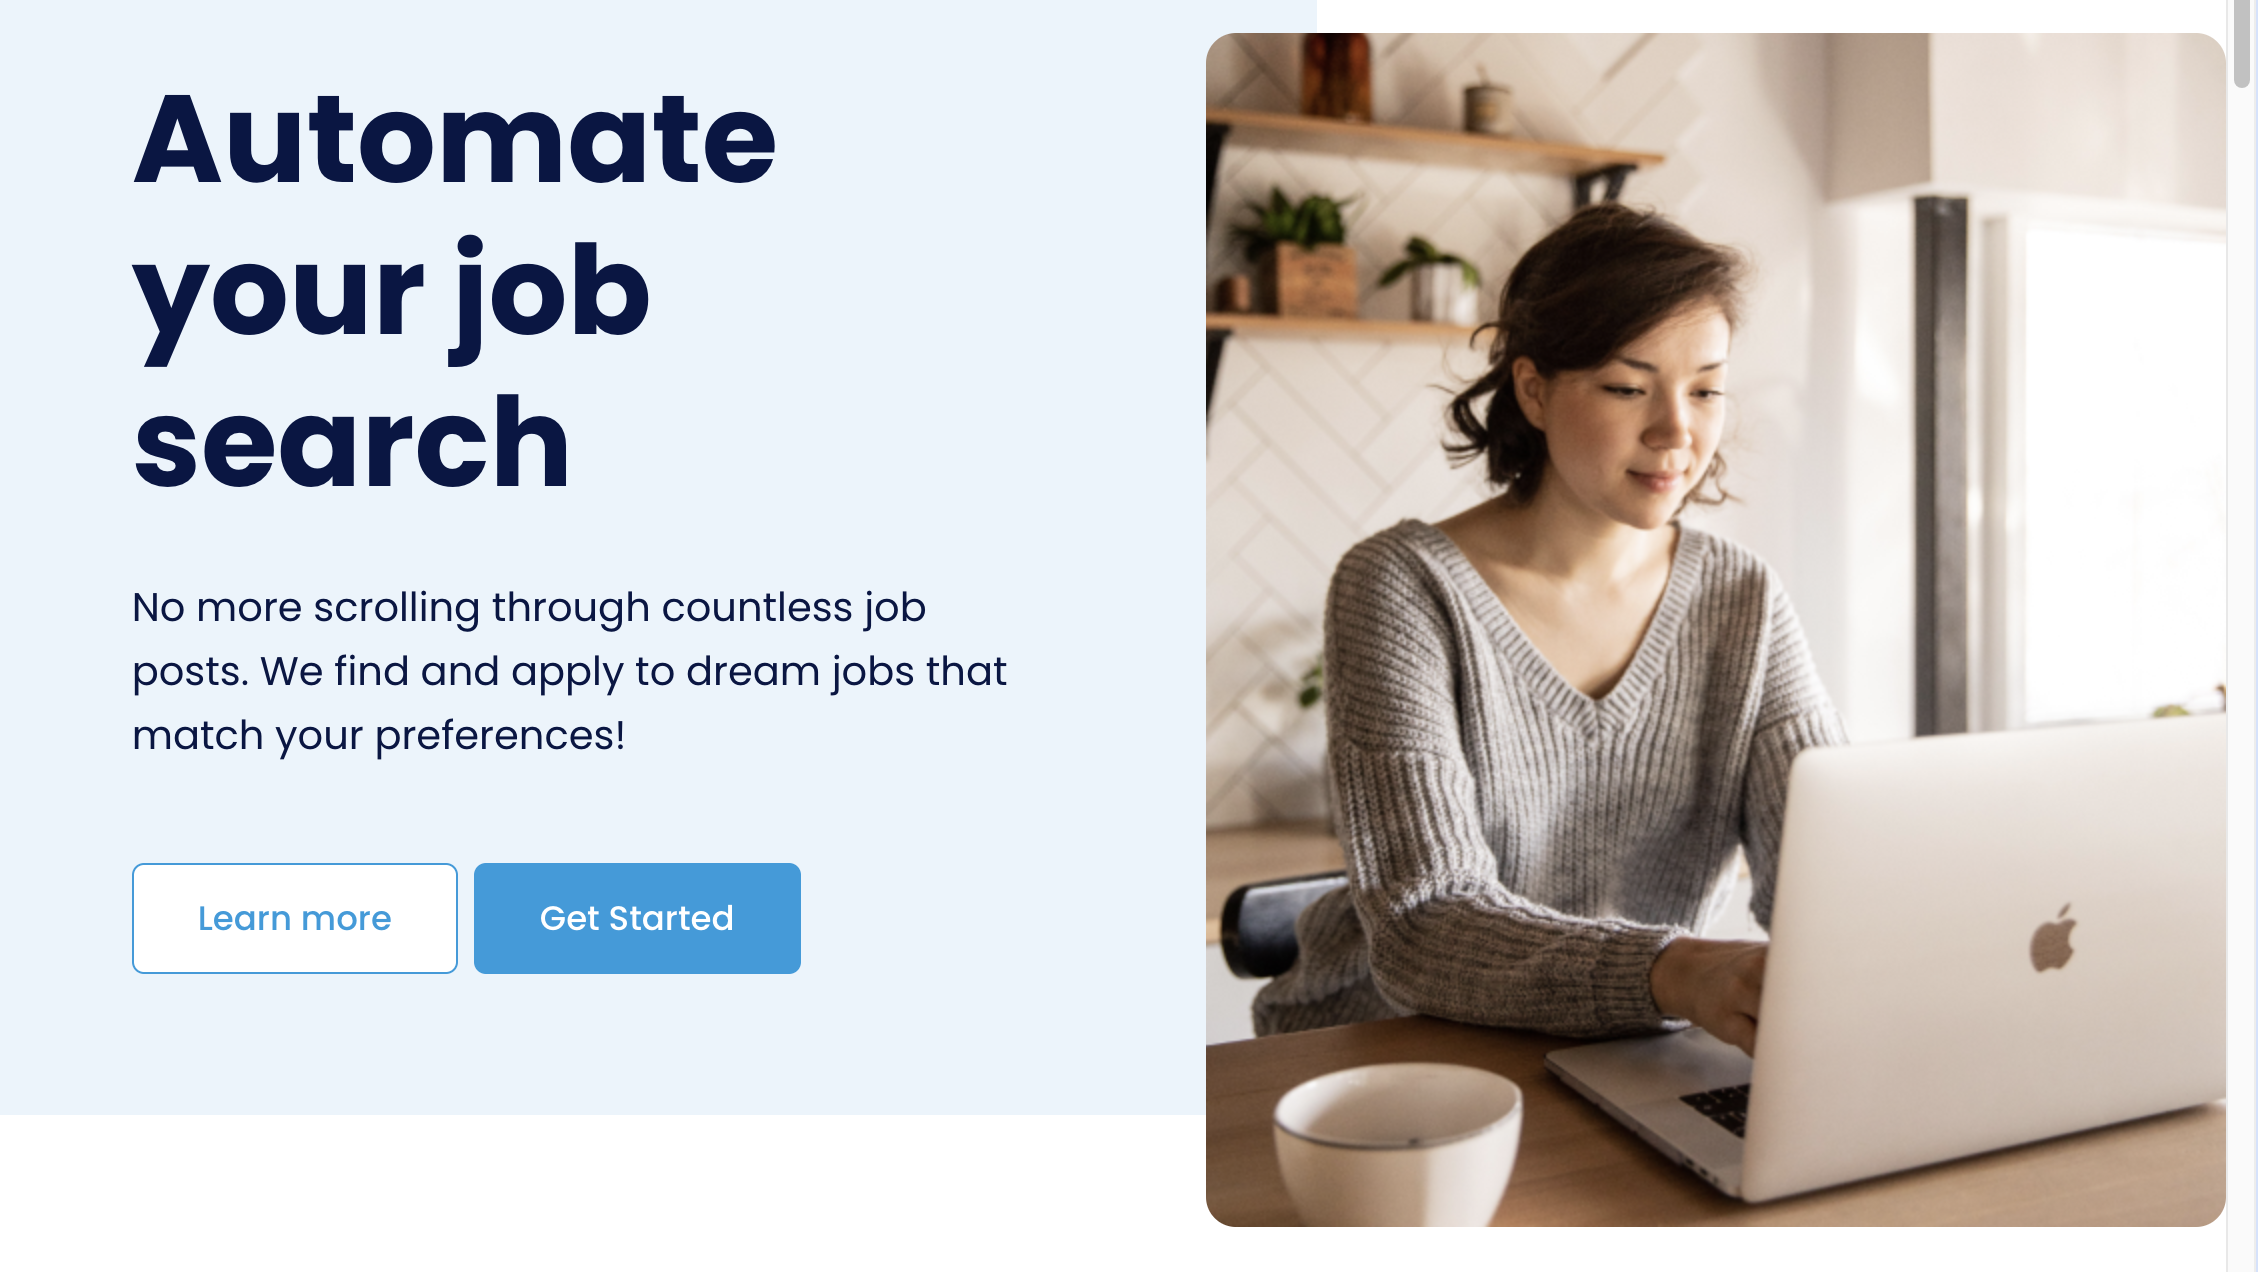 Automate
your job
search
No more scrolling through countless job
posts. We find and apply to dream jobs that
match your preferences!
Learn more
Get Started